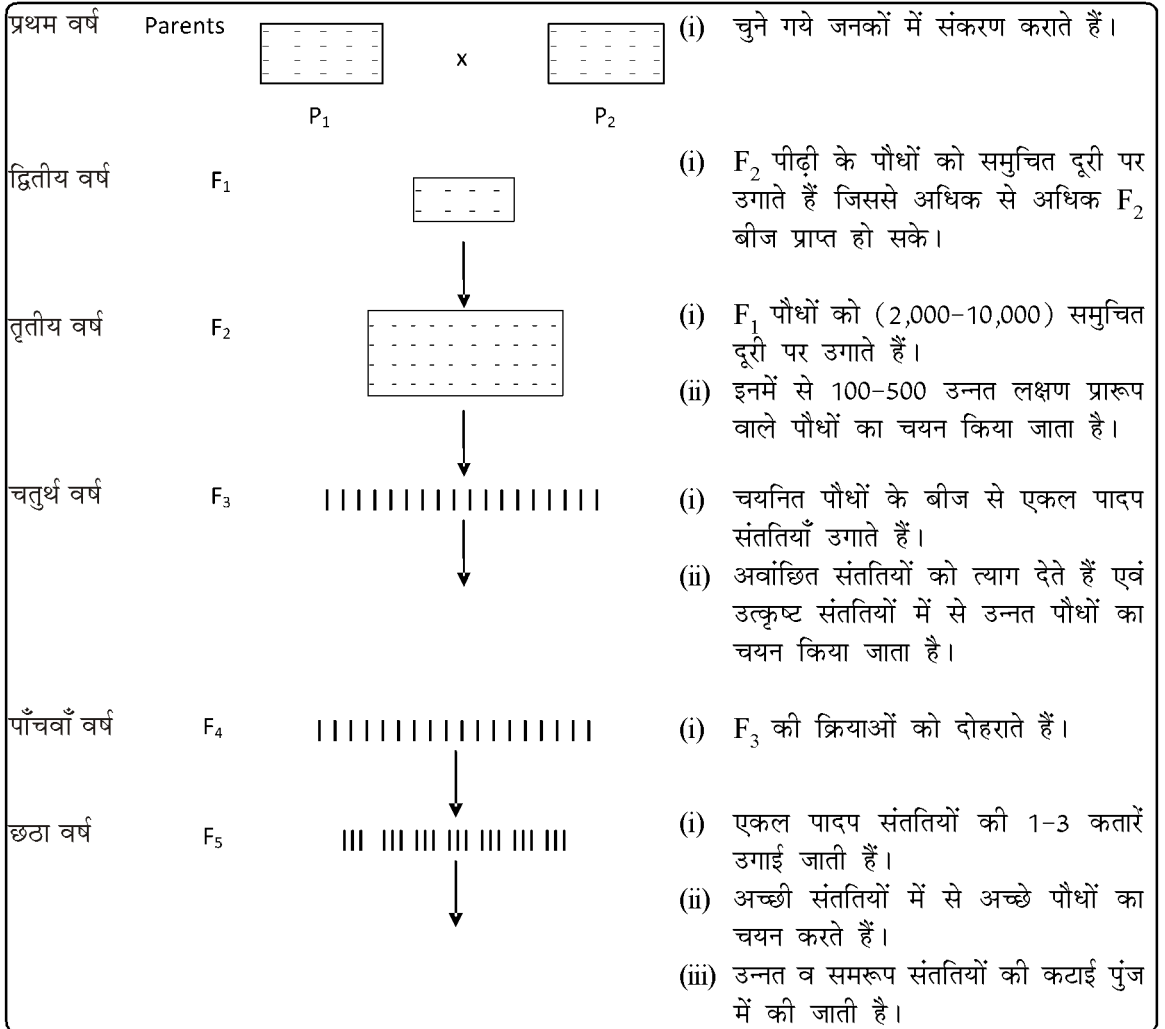 प्रथम वर्ष Parents
x
P₁ P₂
(i) चुने गये जनकों में संकरण कराते हैं।
द्वितीय वर्ष F₁
(i) F₂ पीढ़ी के पौधों को समुचित दूरी पर
उगाते हैं जिससे अधिक से अधिक F₂
बीज प्राप्त हो सके।
तृतीय वर्ष F₂
(i) F₁ पौधों को (2,000-10,000) समुचित
दूरी पर उगाते हैं।
(ii) इनमें से 100-500 उन्नत लक्षण प्रारूप
वाले पौधों का चयन किया जाता है।
चतुर्थ वर्ष F₃
(i) चयनित पौधों के बीज से एकल पादप
संततियाँ उगाते हैं।
(ii) अवांछित संततियों को त्याग देते हैं एवं
उत्कृष्ट संततियों में से उन्नत पौधों का
चयन किया जाता है।
पाँचवाँ वर्ष F₄
(i) F₃ की क्रियाओं को दोहराते हैं।
छठा वर्ष F₅
(i) एकल पादप संततियों की 1-3 कतारें
उगाई जाती हैं।
(ii) अच्छी संततियों में से अच्छे पौधों का
चयन करते हैं।
(iii) उन्नत व समरूप संततियों की कटाई पुंज
में की जाती है।